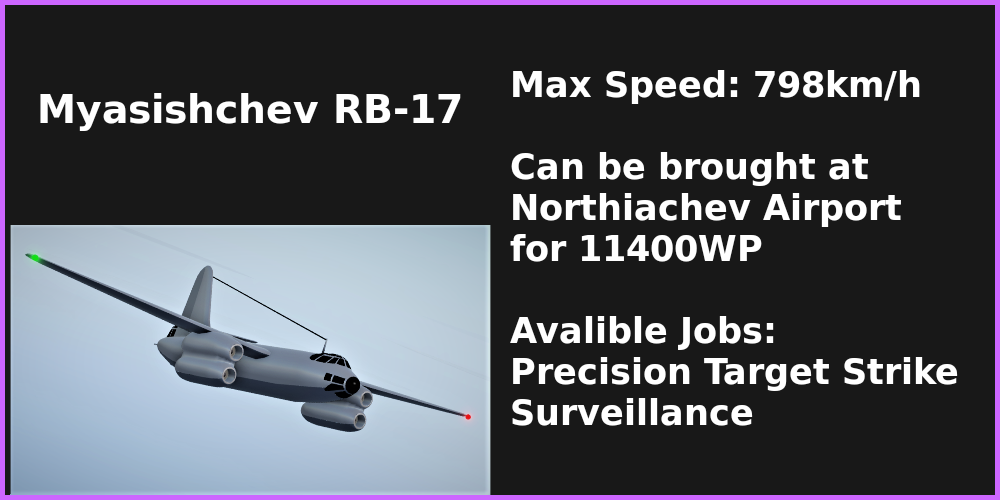 Myasishchev RB-17
Max Speed: 798km/h
Can be brought at
Northiachev Airport
for 11400WP
Avalible Jobs:
Precision Target Strike
Surveillance